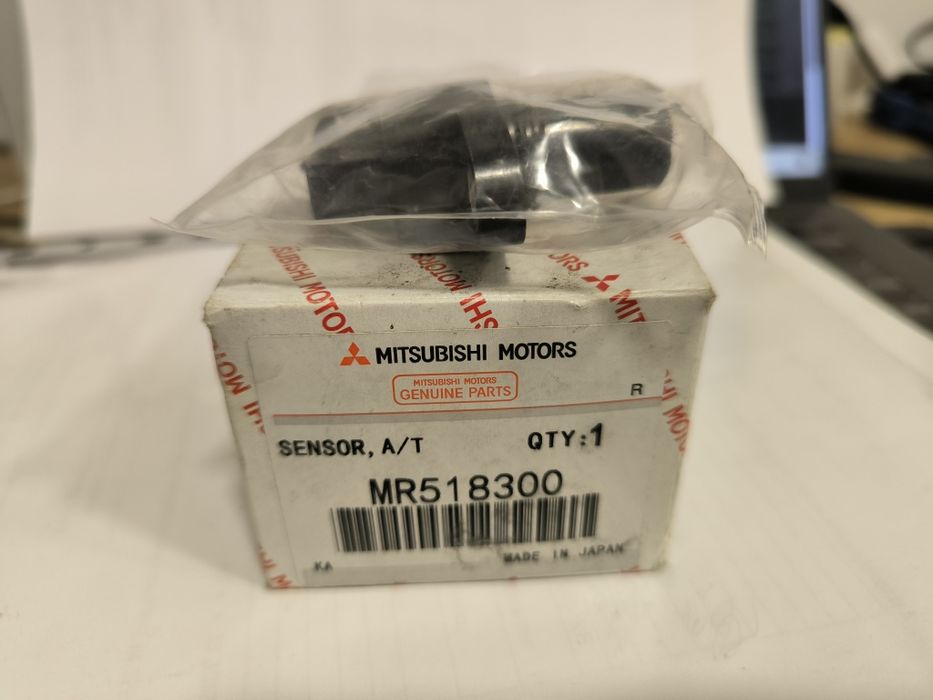 MITSUBISHI MOTORS
MITSUBISHI MOTORS
GENUINE PARTS
R
SENSOR, A/T
QTY:1
MR518300
KA
MADE IN JAPAN